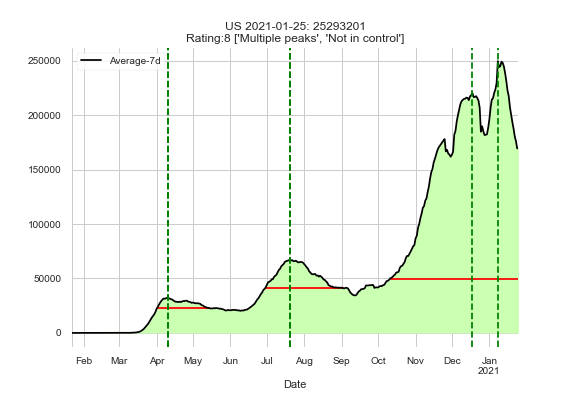 US 2021-01-25: 25293201
Rating:8 ['Multiple peaks', 'Not in control']
Average-7d
250000
200000
150000
100000
50000
0
Feb Mar Apr May Jun Jul Aug Sep Oct Nov Dec Jan
2021
Date